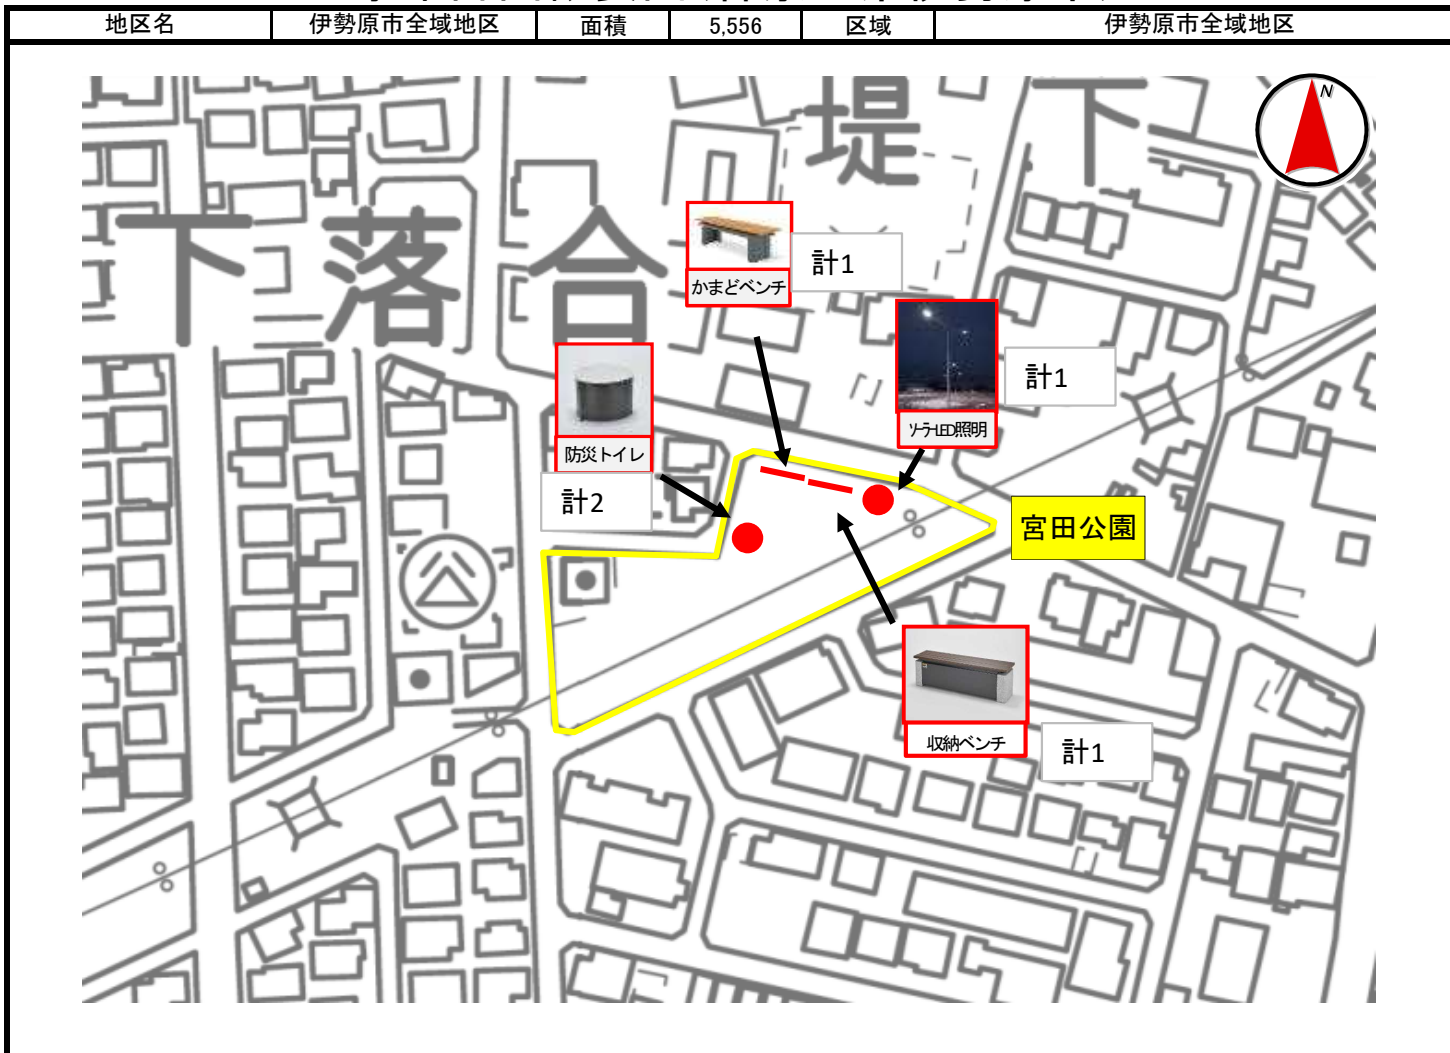 地区名 伊勢原市全域地区 面積 5,556 区域 伊勢原市全域地区
堤下
N
下落合
かまどベンチ 計1
ソーラーLED照明 計1
防災トイレ 計2
宮田公園
収納ベンチ 計1